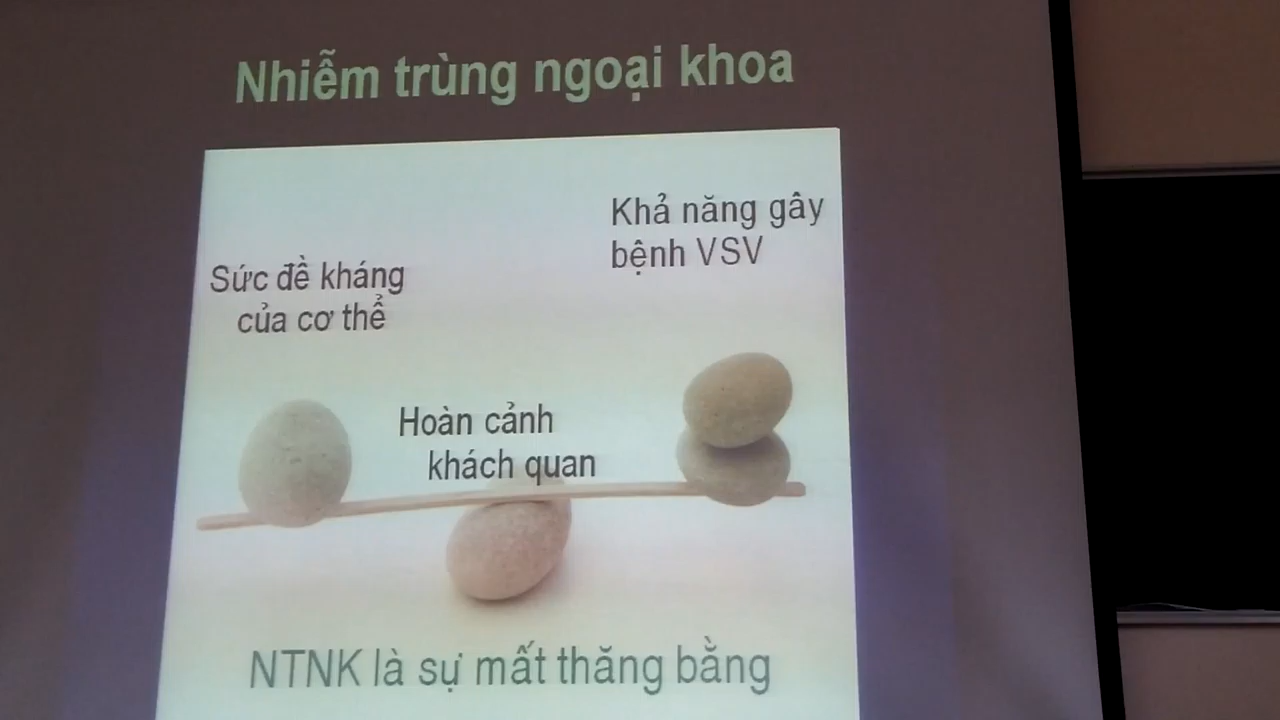 Nhiễm trùng ngoại khoa
Khả năng gây
bệnh VSV
Sức đề kháng
của cơ thể
Hoàn cảnh
khách quan
NTNK là sự mất thăng bằng